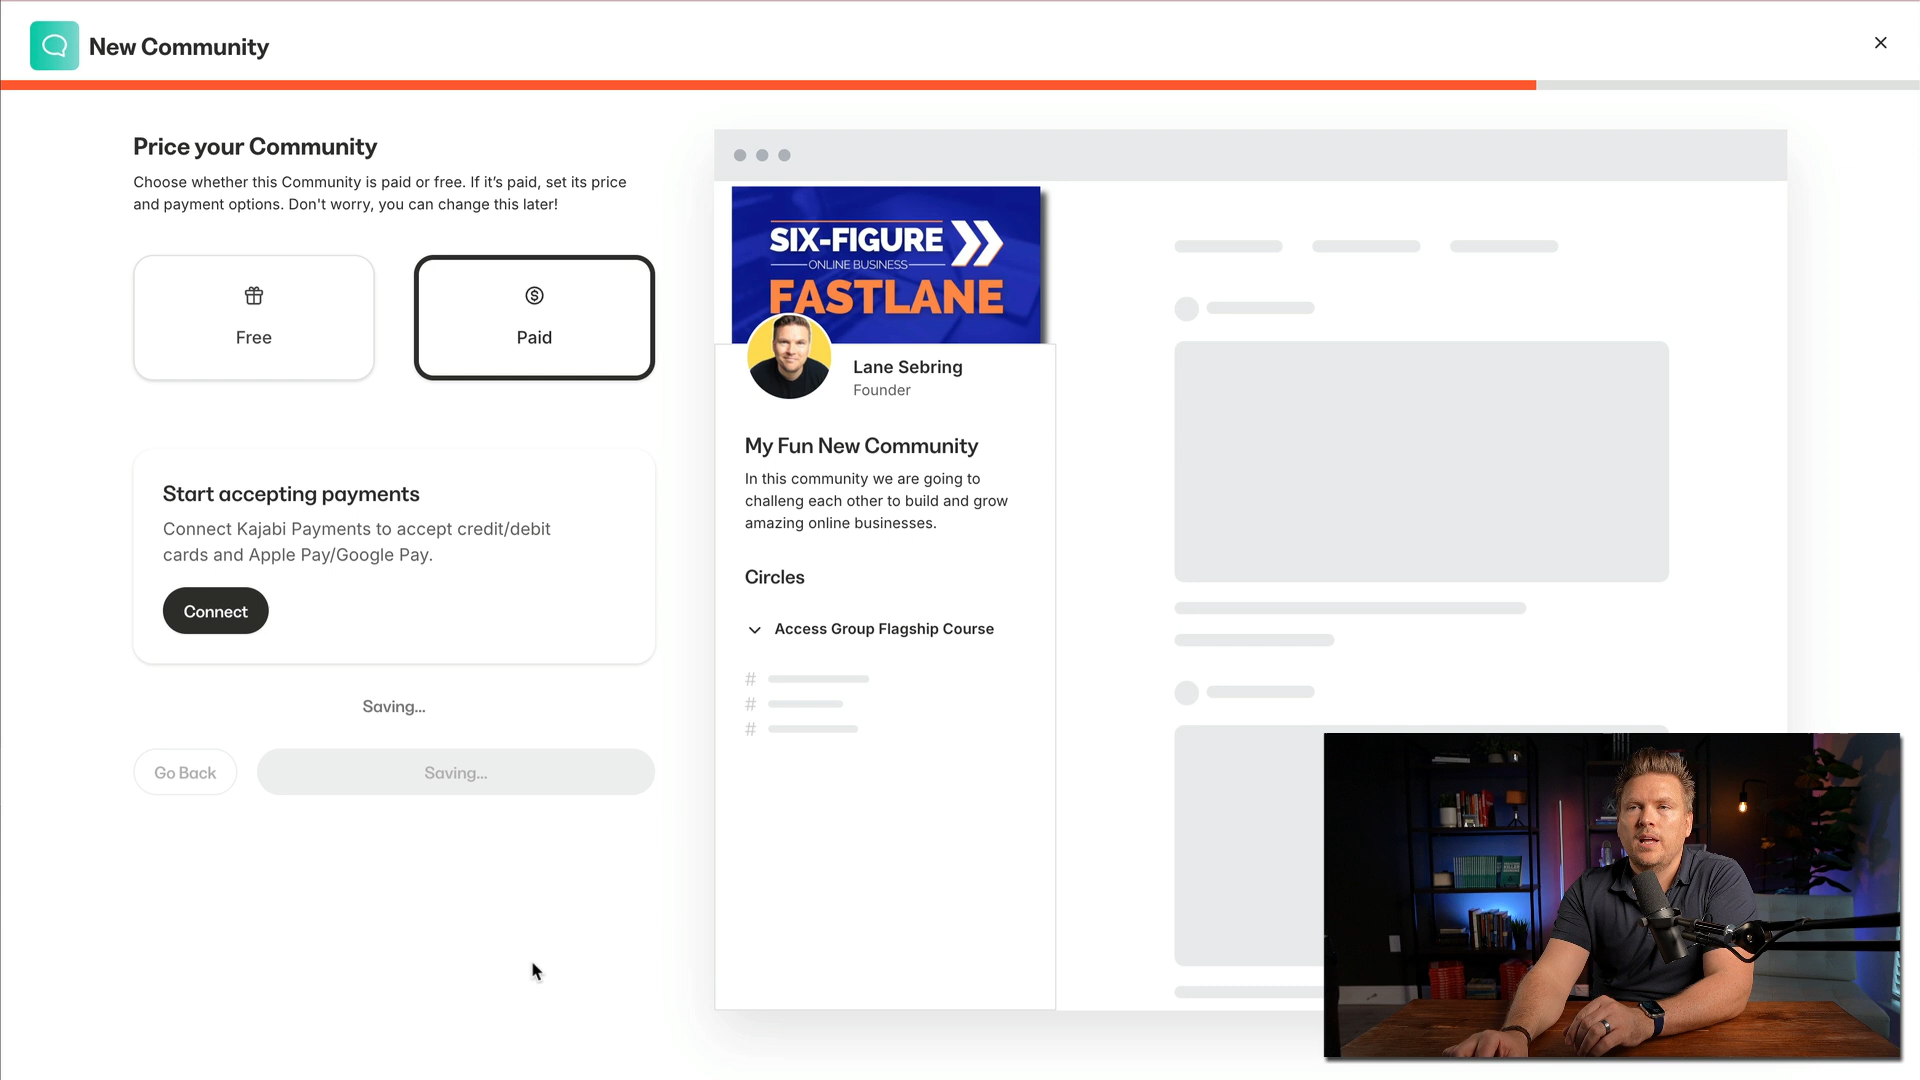 New Community
Price your Community
Choose whether this Community is paid or free. If it’s paid, set its price
and payment options. Don't worry, you can change this later!
Free
Paid
Start accepting payments
Connect Kajabi Payments to accept credit/debit
cards and Apple Pay/Google Pay.
Connect
Saving...
Go Back
Saving...
SIX-FIGURE
ONLINE BUSINESS
FASTLANE
Lane Sebring
Founder
My Fun New Community
In this community we are going to
challeng each other to build and grow
amazing online businesses.
Circles
Access Group Flagship Course
#
#
#